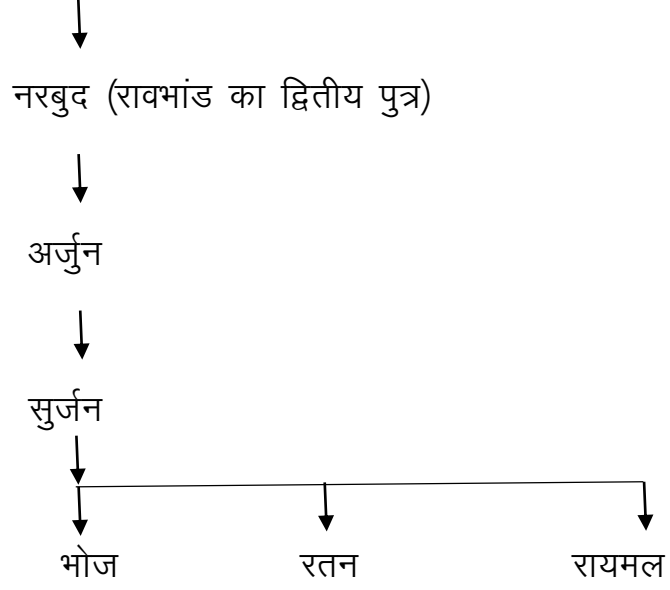 नरबुद (रावभांड का द्वितीय पुत्र)
अर्जुन
सुर्जन
भोज रतन रायमल